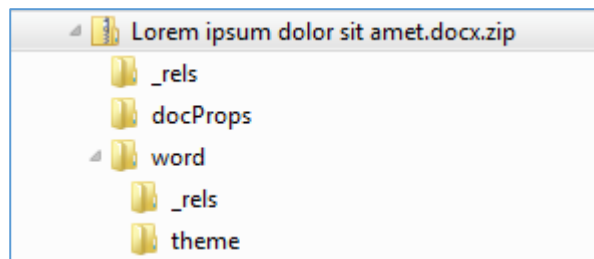 Lorem ipsum dolor sit amet.docx.zip
_rels
docProps
word
_rels
theme